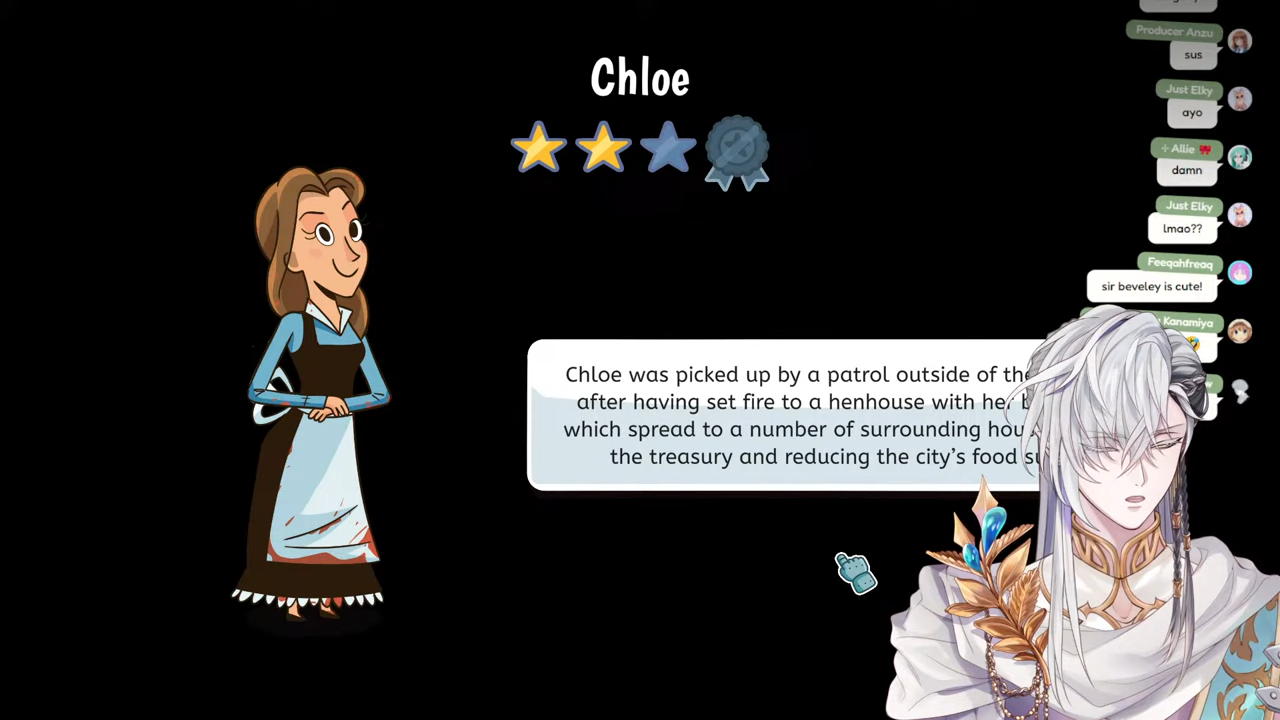 Chloe
Chloe was picked up by a patrol outside of the
after having set fire to a henhouse with her
which spread to a number of surrounding
the treasury and reducing the city's food
Producer Anzu
sus
Just Elky
ayo
+ Allie
damn
Just Elky
lmao??
Feeqahfreaq
sir beveley is cute!
Kanamiya